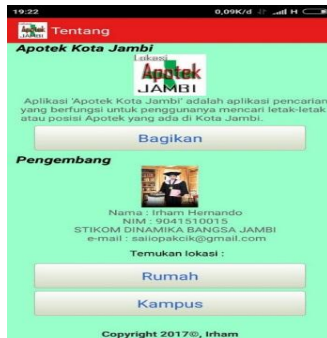 19:22
0,09K/d
H
Tentang
Apotek Kota Jambi
Lokasi
Apotek
JAMBI
Aplikasi 'Apotek Kota Jambi' adalah aplikasi pencarian
yang berfungsi untuk penggunanya mencari letak-letak
atau posisi Apotek yang ada di Kota Jambi.
Bagikan
Pengembang
Nama : Irham Hernando
NIM : 9041510015
STIKOM DINAMIKA BANGSA JAMBI
e-mail : saiiopakcik@gmail.com
Temukan lokasi :
Rumah
Kampus
Copyright 2017©, Irham